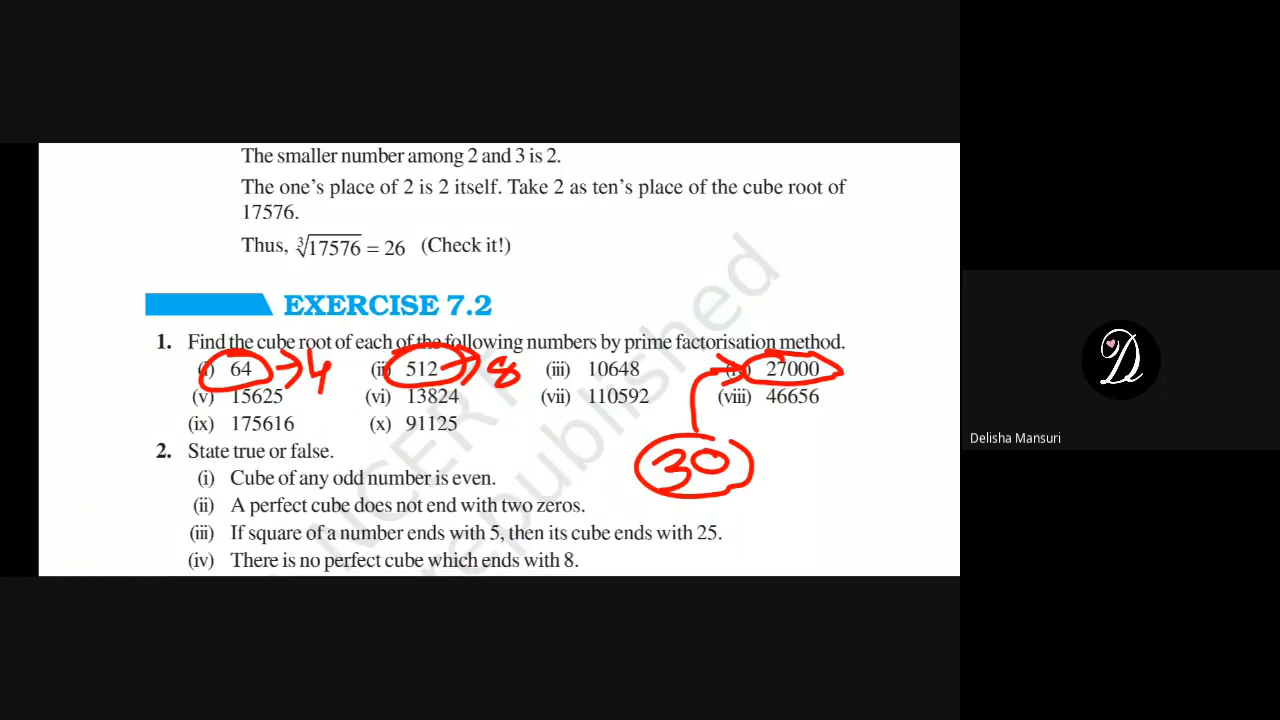 The smaller number among 2 and 3 is 2.
The one's place of 2 is 2 itself. Take 2 as ten's place of the cube root of
17576.
Thus, ∛17576 = 26 (Check it!)
EXERCISE 7.2
1. Find the cube root of each of the following numbers by prime factorisation method.
(i) 64 → 4 (ii) 512 → 8 (iii) 10648 (iv) 27000
(v) 15625 (vi) 13824 (vii) 110592 (viii) 46656
(ix) 175616 (x) 91125
30
2. State true or false.
(i) Cube of any odd number is even.
(ii) A perfect cube does not end with two zeros.
(iii) If square of a number ends with 5, then its cube ends with 25.
(iv) There is no perfect cube which ends with 8.
NCERT
republished
D
Delisha Mansuri